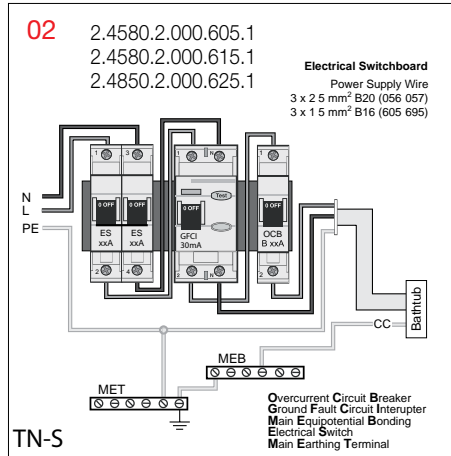 02
2.4580.2.000.605.1
2.4580.2.000.615.1
2.4850.2.000.625.1
Electrical Switchboard
Power Supply Wire
3 x 2 5 mm² B20 (056 057)
3 x 1 5 mm² B16 (605 695)
1 3 1 N 1
N
L
PE
0 OFF 0 OFF 0 OFF Test 0 OFF
ES xxA
ES xxA
GFCI 30mA
OCB B xxA
2 4 2 N 2
Bathtub
CC
MEB
MET
TN-S
Overcurrent Circuit Breaker
Ground Fault Circuit Interupter
Main Equipotential Bonding
Electrical Switch
Main Earthing Terminal